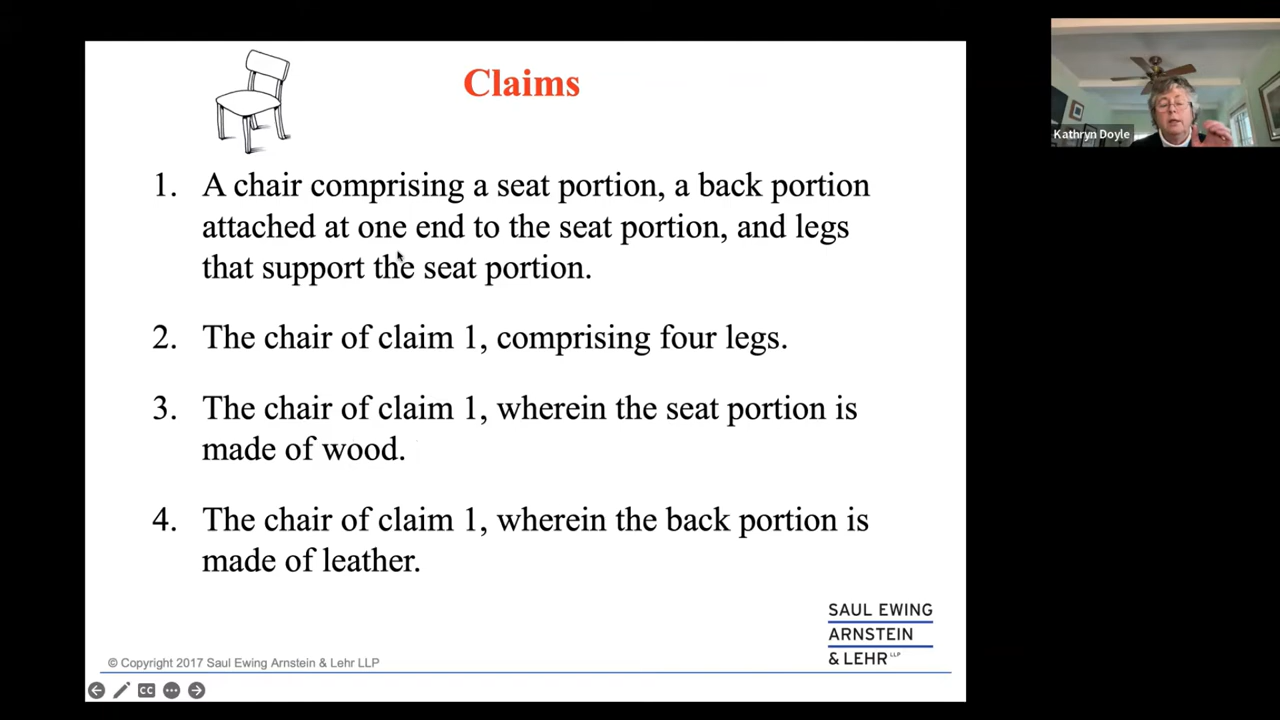 Claims
1. A chair comprising a seat portion, a back portion
attached at one end to the seat portion, and legs
that support the seat portion.
2. The chair of claim 1, comprising four legs.
3. The chair of claim 1, wherein the seat portion is
made of wood.
4. The chair of claim 1, wherein the back portion is
made of leather.
SAUL EWING
ARNSTEIN
& LEHR LLP
© Copyright 2017 Saul Ewing Arnstein & Lehr LLP
CC
Kathryn Doyle